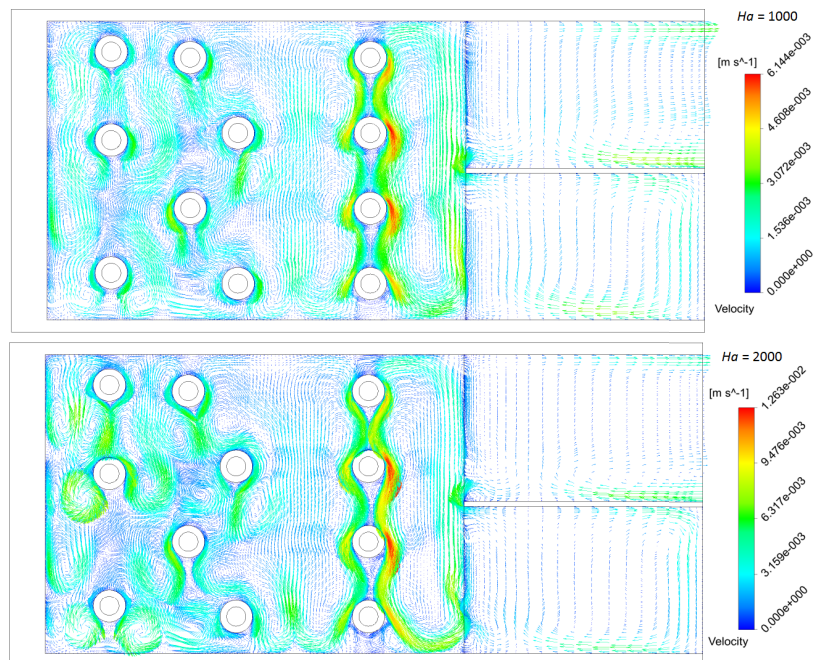 Ha = 1000
[m s^-1]
6.144e-003
4.608e-003
3.072e-003
1.536e-003
0.000e+000
Velocity
Ha = 2000
[m s^-1]
1.263e-002
9.476e-003
6.317e-003
3.159e-003
0.000e+000
Velocity